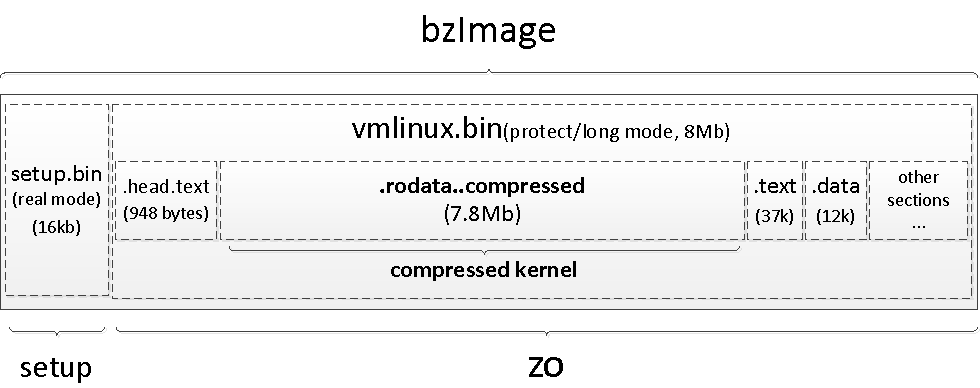 bzImage
vmlinux.bin(protect/long mode, 8Mb)
setup.bin
(real mode)
(16kb)
.head.text
(948 bytes)
.rodata..compressed
(7.8Mb)
.text
(37k)
.data
(12k)
other
sections
...
compressed kernel
setup
ZO